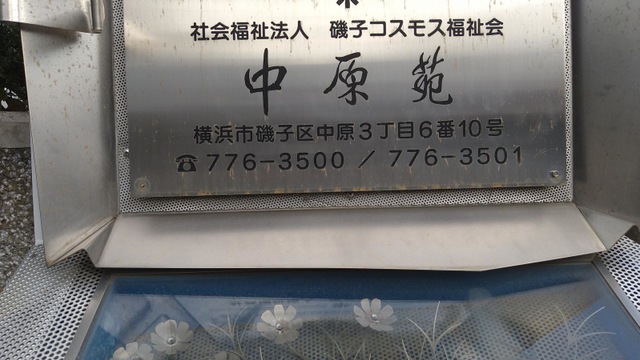 社会福祉法人　磯子コスモス福祉会
中原苑
横浜市磯子区中原3丁目6番10号
☎776-3500 / 776-3501